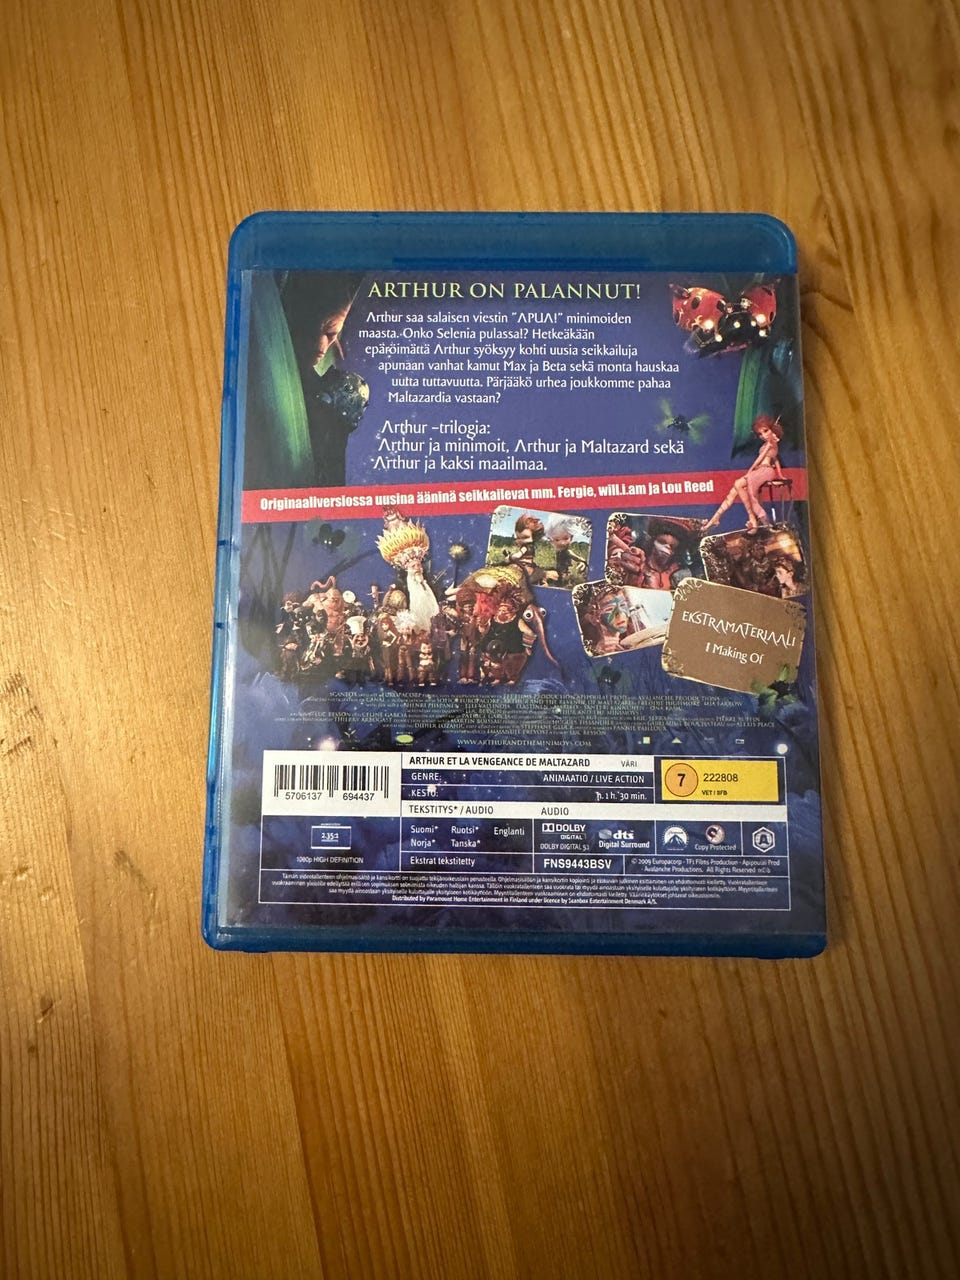 ARTHUR ON PALANNUT!
Arthur saa salaisen viestin "APUA!" minimoiden
maasta. Onko Selenia pulassa!? Hetkeäkään
epäröimättä Arthur syöksyy kohti uusia seikkailuja
apunaan vanhat kamut Max ja Beta sekä monta hauskaa
uutta tuttavuutta. Pärjääkö urhea joukkomme pahaa
Maltazardia vastaan?
Arthur -trilogia:
Arthur ja minimoit, Arthur ja Maltazard sekä
Arthur ja kaksi maailmaa.
Originaaliversiossa uusina ääninä seikkailevat mm. Fergie, will.i.am ja Lou Reed
EKSTRAMATERIAALI
I Making Of
WWW.ARTHURANDTHEMINIMOYS.COM
5706137 694437
ARTHUR ET LA VENGEANCE DE MALTAZARD VÄRI
GENRE: ANIMAATIO / LIVE ACTION
KESTO: n. 1 h. 30 min.
7 222808
VET / SFB
TEKSTITYS* / AUDIO AUDIO
2.35:1
1080p HIGH DEFINITION
Suomi* Ruotsi* Englanti
Norja* Tanska*
Ekstrat tekstitetty
DOLBY
DIGITAL
DOLBY DIGITAL 5.1
dts
Digital Surround
Copy Protected
A
FNS9443BSV
© 2009 Europacorp - TF1 Films Production - Apipoulaï Prod
- Avalanche Productions. All Rights Reserved
Distributed by Paramount Home Entertainment in Finland under licence by Scanbox Entertainment Denmark A/S.